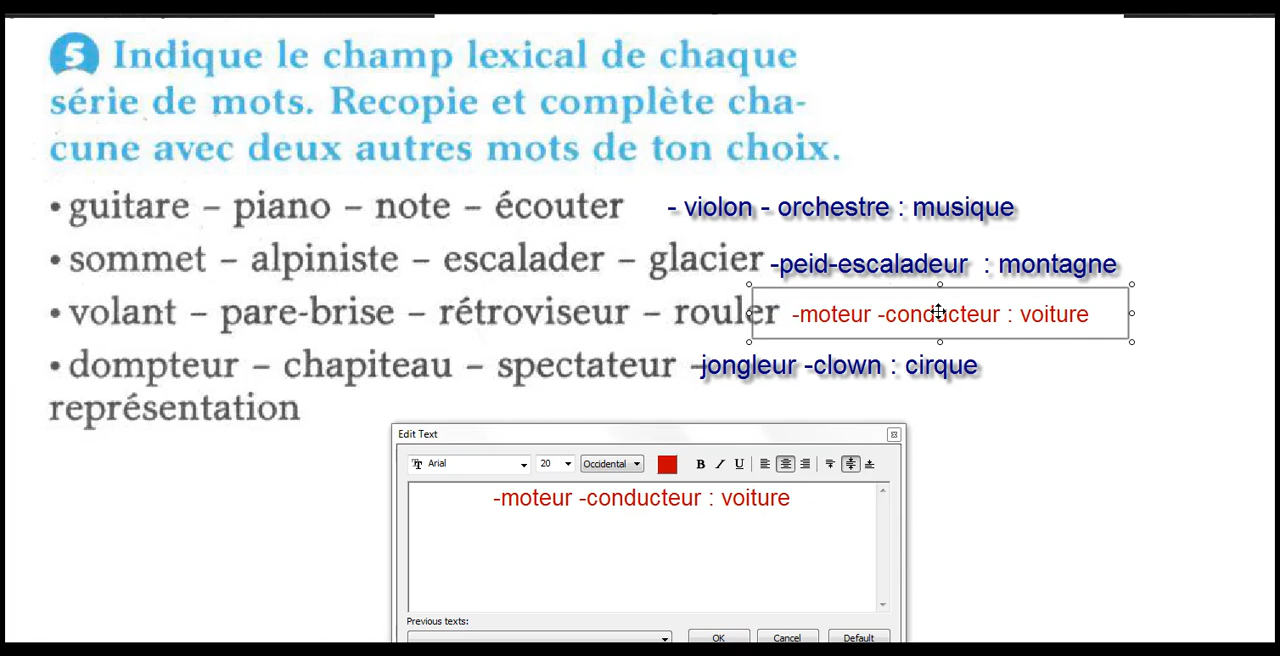 5 Indique le champ lexical de chaque
série de mots. Recopie et complète cha-
cune avec deux autres mots de ton choix.
• guitare – piano – note – écouter - violon - orchestre : musique
• sommet – alpiniste – escalader – glacier -peid-escaladeur : montagne
• volant – pare-brise – rétroviseur – rouler -moteur -conducteur : voiture
• dompteur – chapiteau – spectateur – jongleur -clown : cirque
représentation
Edit Text
Arial 20 Occidental B I U
-moteur -conducteur : voiture
Previous texts:
OK Cancel Default